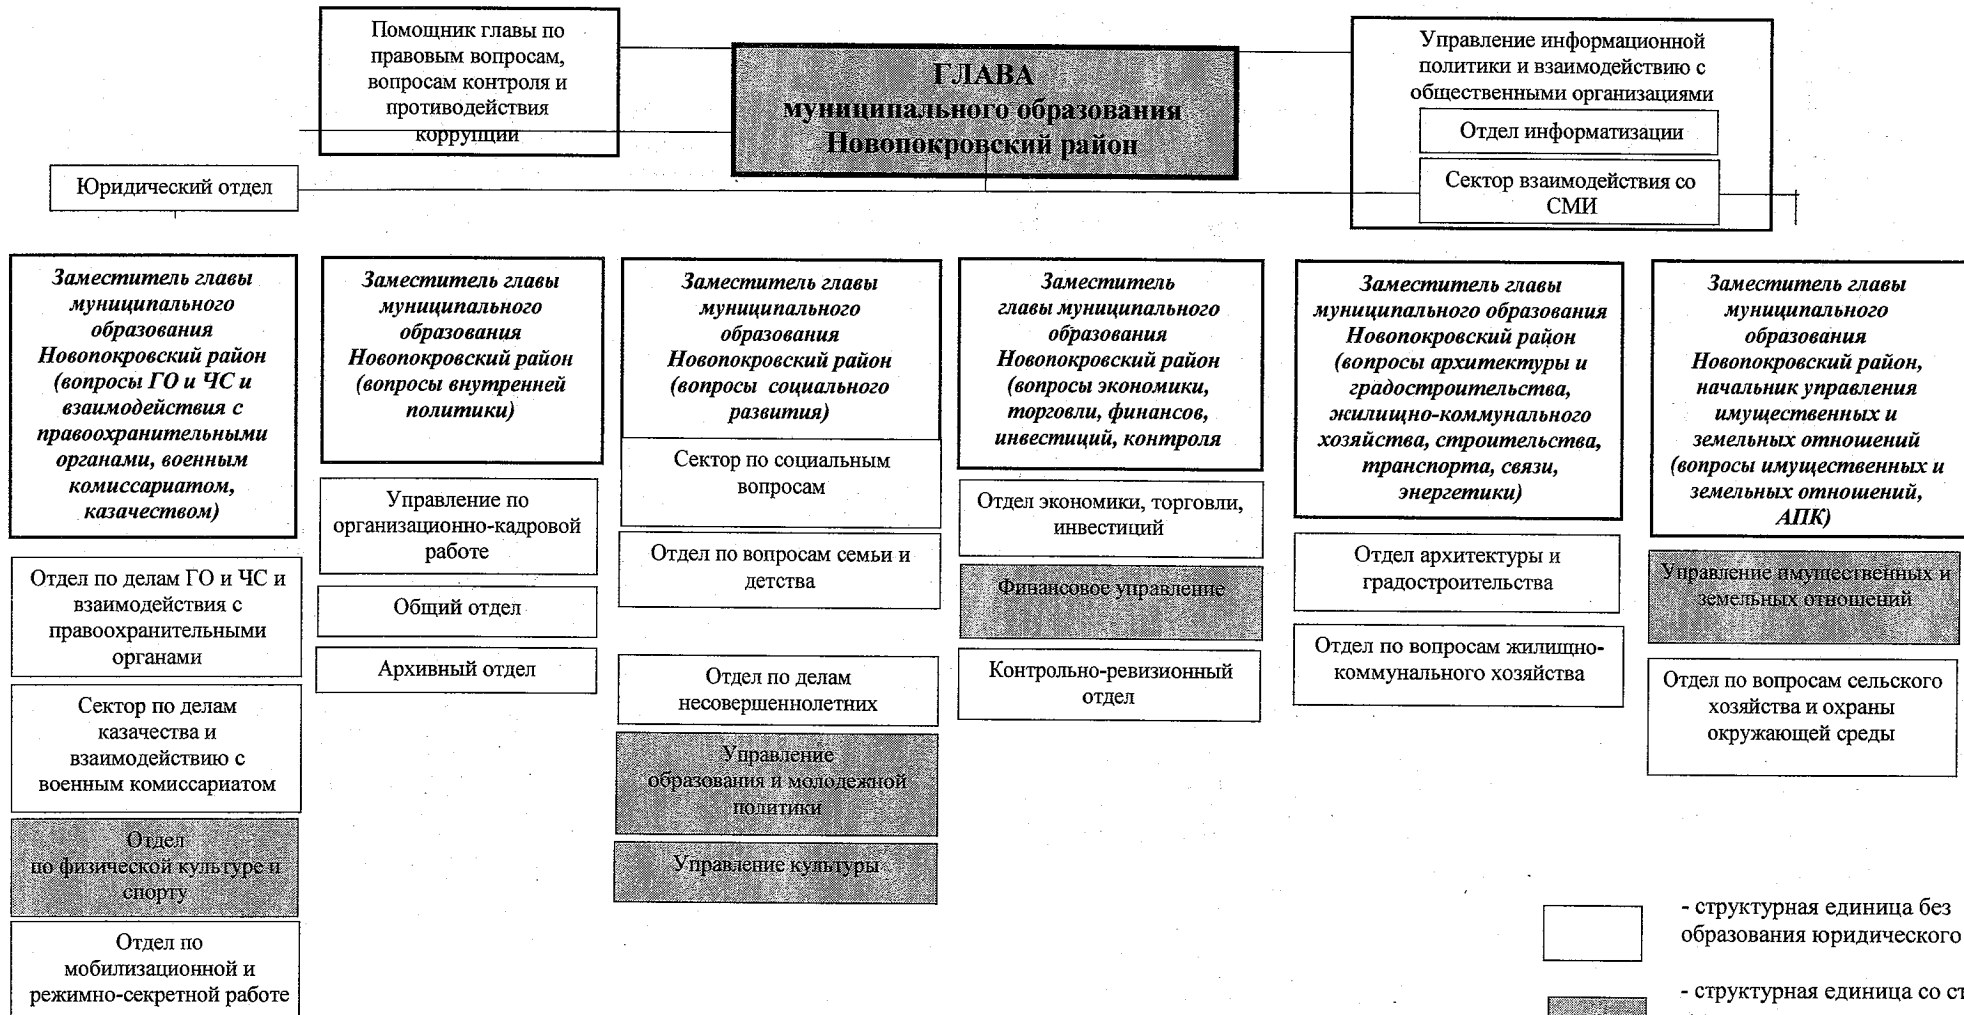 Помощник главы по
правовым вопросам,
вопросам контроля и
противодействия
коррупции
ГЛАВА
муниципального образования
Новопокровский район
Управление информационной
политики и взаимодействию с
общественными организациями
Отдел информатизации
Сектор взаимодействия со
СМИ
Юридический отдел
Заместитель главы
муниципального
образования
Новопокровский район
(вопросы ГО и ЧС и
взаимодействия с
правоохранительными
органами, военным
комиссариатом,
казачеством)
Отдел по делам ГО и ЧС и
взаимодействия с
правоохранительными
органами
Сектор по делам
казачества и
взаимодействию с
военным комиссариатом
Отдел
по физической культуре и
спорту
Отдел по
мобилизационной и
режимно-секретной работе
Заместитель главы
муниципального
образования
Новопокровский район
(вопросы внутренней
политики)
Управление по
организационно-кадровой
работе
Общий отдел
Архивный отдел
Заместитель главы
муниципального
образования
Новопокровский район
(вопросы социального
развития)
Сектор по социальным
вопросам
Отдел по вопросам семьи и
детства
Отдел по делам
несовершеннолетних
Управление
образования и молодежной
политики
Управление культуры
Заместитель
главы муниципального
образования
Новопокровский район
(вопросы экономики,
торговли, финансов,
инвестиций, контроля
Отдел экономики, торговли,
инвестиций
Финансовое управление
Контрольно-ревизионный
отдел
Заместитель главы
муниципального образования
Новопокровский район
(вопросы архитектуры и
градостроительства,
жилищно-коммунального
хозяйства, строительства,
транспорта, связи,
энергетики)
Отдел архитектуры и
градостроительства
Отдел по вопросам жилищно-
коммунального хозяйства
Заместитель главы
муниципального
образования
Новопокровский район,
начальник управления
имущественных и
земельных отношений
(вопросы имущественных и
земельных отношений,
АПК)
Управление имущественных и
земельных отношений
Отдел по вопросам сельского
хозяйства и охраны
окружающей среды
- структурная единица без
образования юридического
- структурная единица со